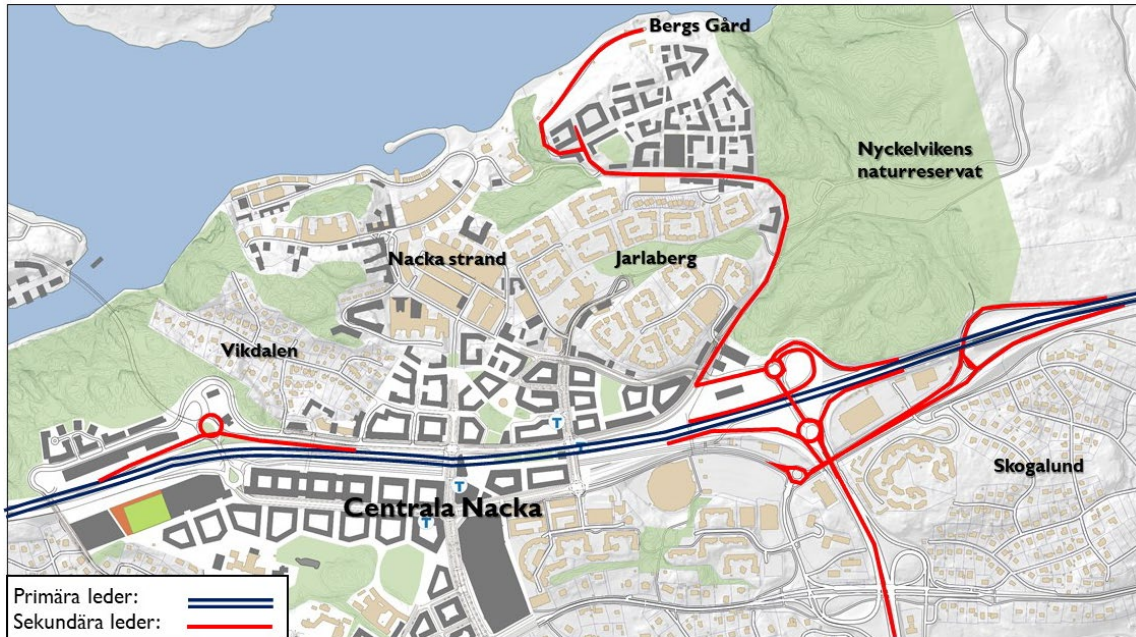 Bergs Gård
Nyckelvikens
naturreservat
Nacka strand
Jarlaberg
Vikdalen
T
T
Skogalund
T
Centrala Nacka
T
Primära leder:
Sekundära leder: